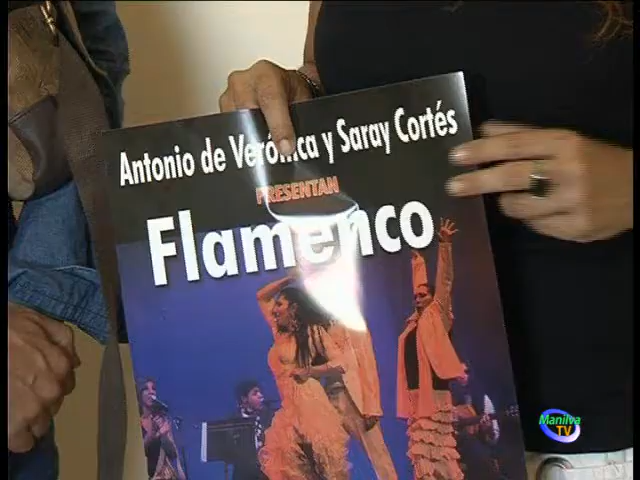 Antonio de Verónica y Saray Cortés
PRESENTAN
Flamenco
Manilva
TV